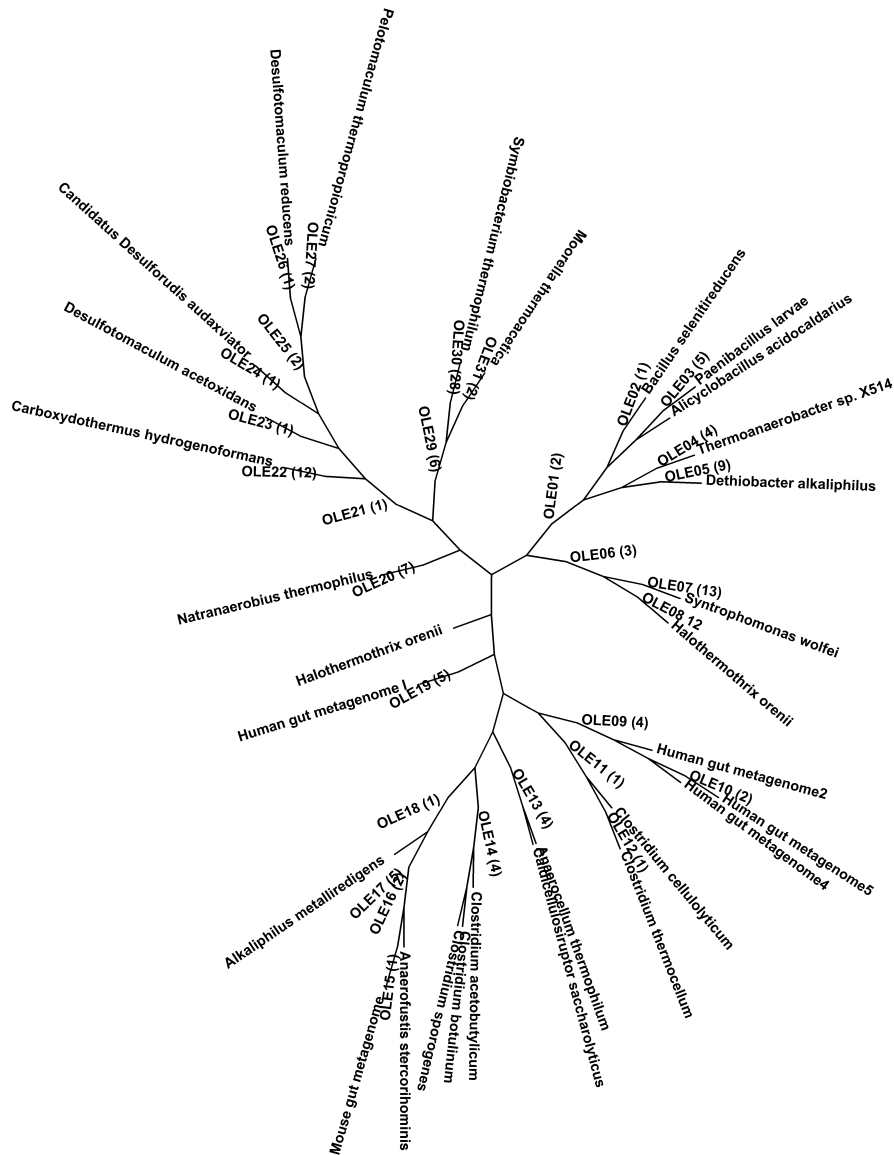 Pelotomaculum thermopropionicum
Desulfotomaculum reducens
OLE27 (2)
OLE26 (1)
OLE25 (2)
Candidatus Desulforudis audaxviator
OLE24 (1)
Desulfotomaculum acetoxidans
OLE23 (1)
Carboxydothermus hydrogenoformans
OLE22 (12)
OLE21 (1)
Symbiobacterium thermophilum
OLE30 (28)
Moorella thermoacetica
OLE31 (2)
OLE29 (6)
Bacillus selenitireducens
OLE02 (1)
Paenibacillus larvae
OLE03 (5)
Alicyclobacillus acidocaldarius
Thermoanaerobacter sp. X514
OLE04 (4)
OLE05 (9)
Dethiobacter alkaliphilus
OLE01 (2)
OLE06 (3)
OLE07 (13)
Syntrophomonas wolfei
OLE08 12
Halothermothrix orenii
Natranaerobius thermophilus
OLE20 (7)
Halothermothrix orenii
Human gut metagenome
OLE19 (5)
OLE09 (4)
Human gut metagenome2
OLE10 (2)
Human gut metagenome5
Human gut metagenome4
OLE11 (1)
Clostridium cellulolyticum
OLE12 (1)
Clostridium thermocellum
OLE13 (4)
Anaerocellum thermophilum
Caldicellulosiruptor saccharolyticus
OLE14 (4)
Clostridium acetobutylicum
Clostridium botulinum
Clostridium sporogenes
OLE18 (1)
Alkaliphilus metalliredigens
OLE17
OLE16 (2)
OLE15 (1)
Anaerofustis stercorihominis
Mouse gut metagenome